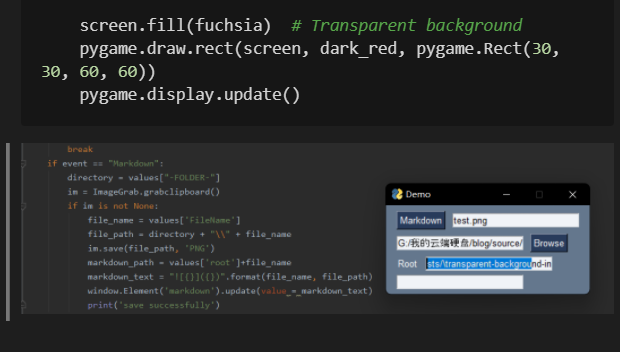 screen.fill(fuchsia)  # Transparent background
pygame.draw.rect(screen, dark_red, pygame.Rect(30,
30, 60, 60))
pygame.display.update()
break
if event == "Markdown":
directory = values["-FOLDER-"]
im = ImageGrab.grabclipboard()
if im is not None:
file_name = values['FileName']
file_path = directory + "\\" + file_name
im.save(file_path, 'PNG')
markdown_path = values['root']+file_name
markdown_text = "![{}]({})".format(file_name, file_path)
window.Element('markdown').update(value_=_markdown_text)
print('save successfully')
Demo
Markdown test.png
G:/我的云端硬盘/blog/source/ Browse
Root sts/\transparent-background-in